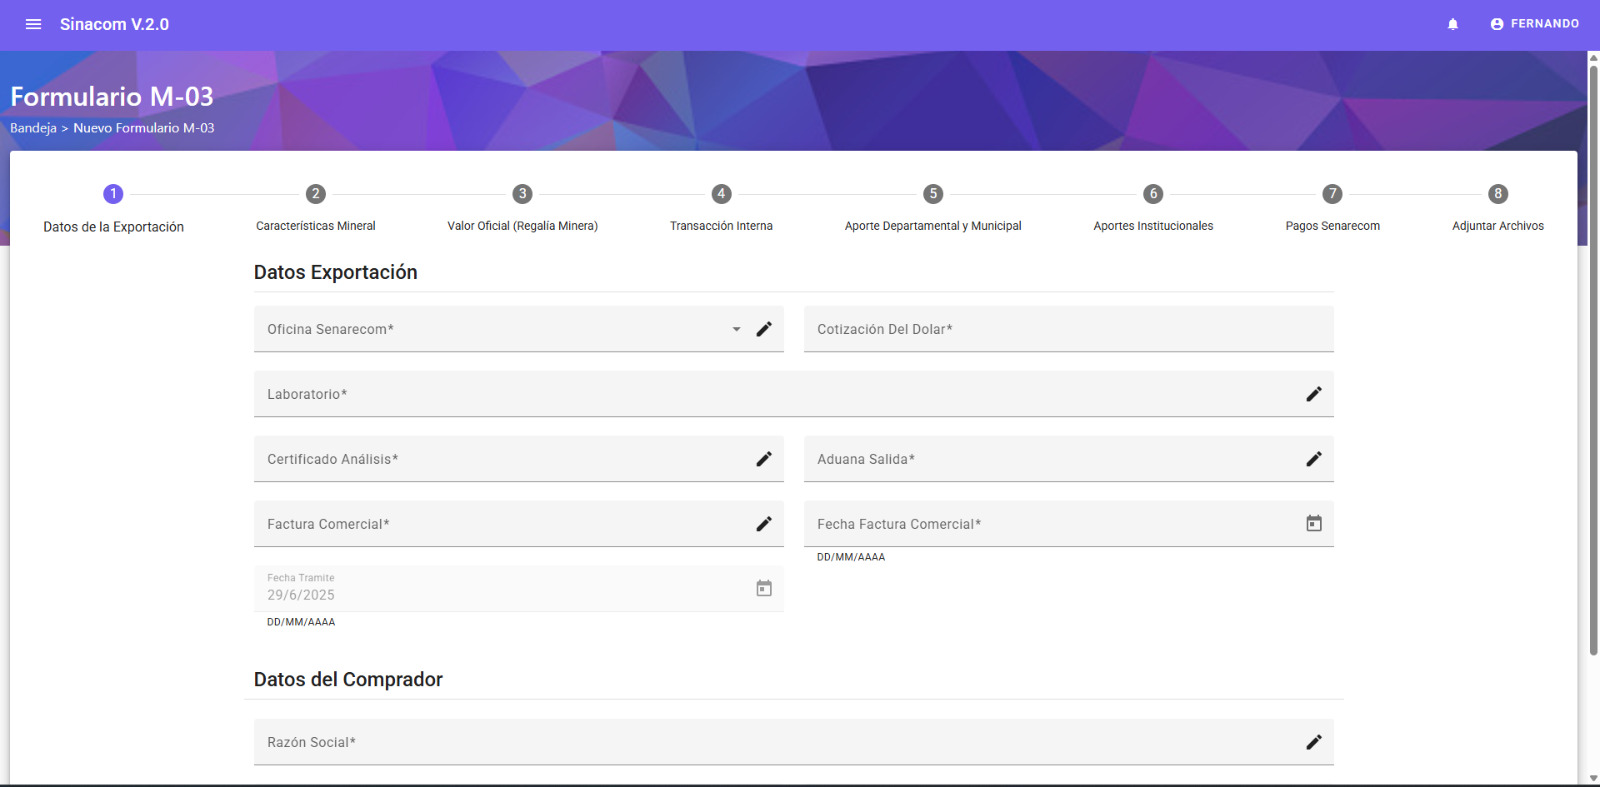 Sinacom V.2.0
FERNANDO
Formulario M-03
Bandeja > Nuevo Formulario M-03
1
2
3
4
5
6
7
8
Datos de la Exportación
Características Mineral
Valor Oficial (Regalía Minera)
Transacción Interna
Aporte Departamental y Municipal
Aportes Institucionales
Pagos Senarecom
Adjuntar Archivos
Datos Exportación
Oficina Senarecom*
Cotización Del Dolar*
Laboratorio*
Certificado Análisis*
Aduana Salida*
Factura Comercial*
Fecha Factura Comercial*
DD/MM/AAAA
Fecha Tramite
29/6/2025
DD/MM/AAAA
Datos del Comprador
Razón Social*